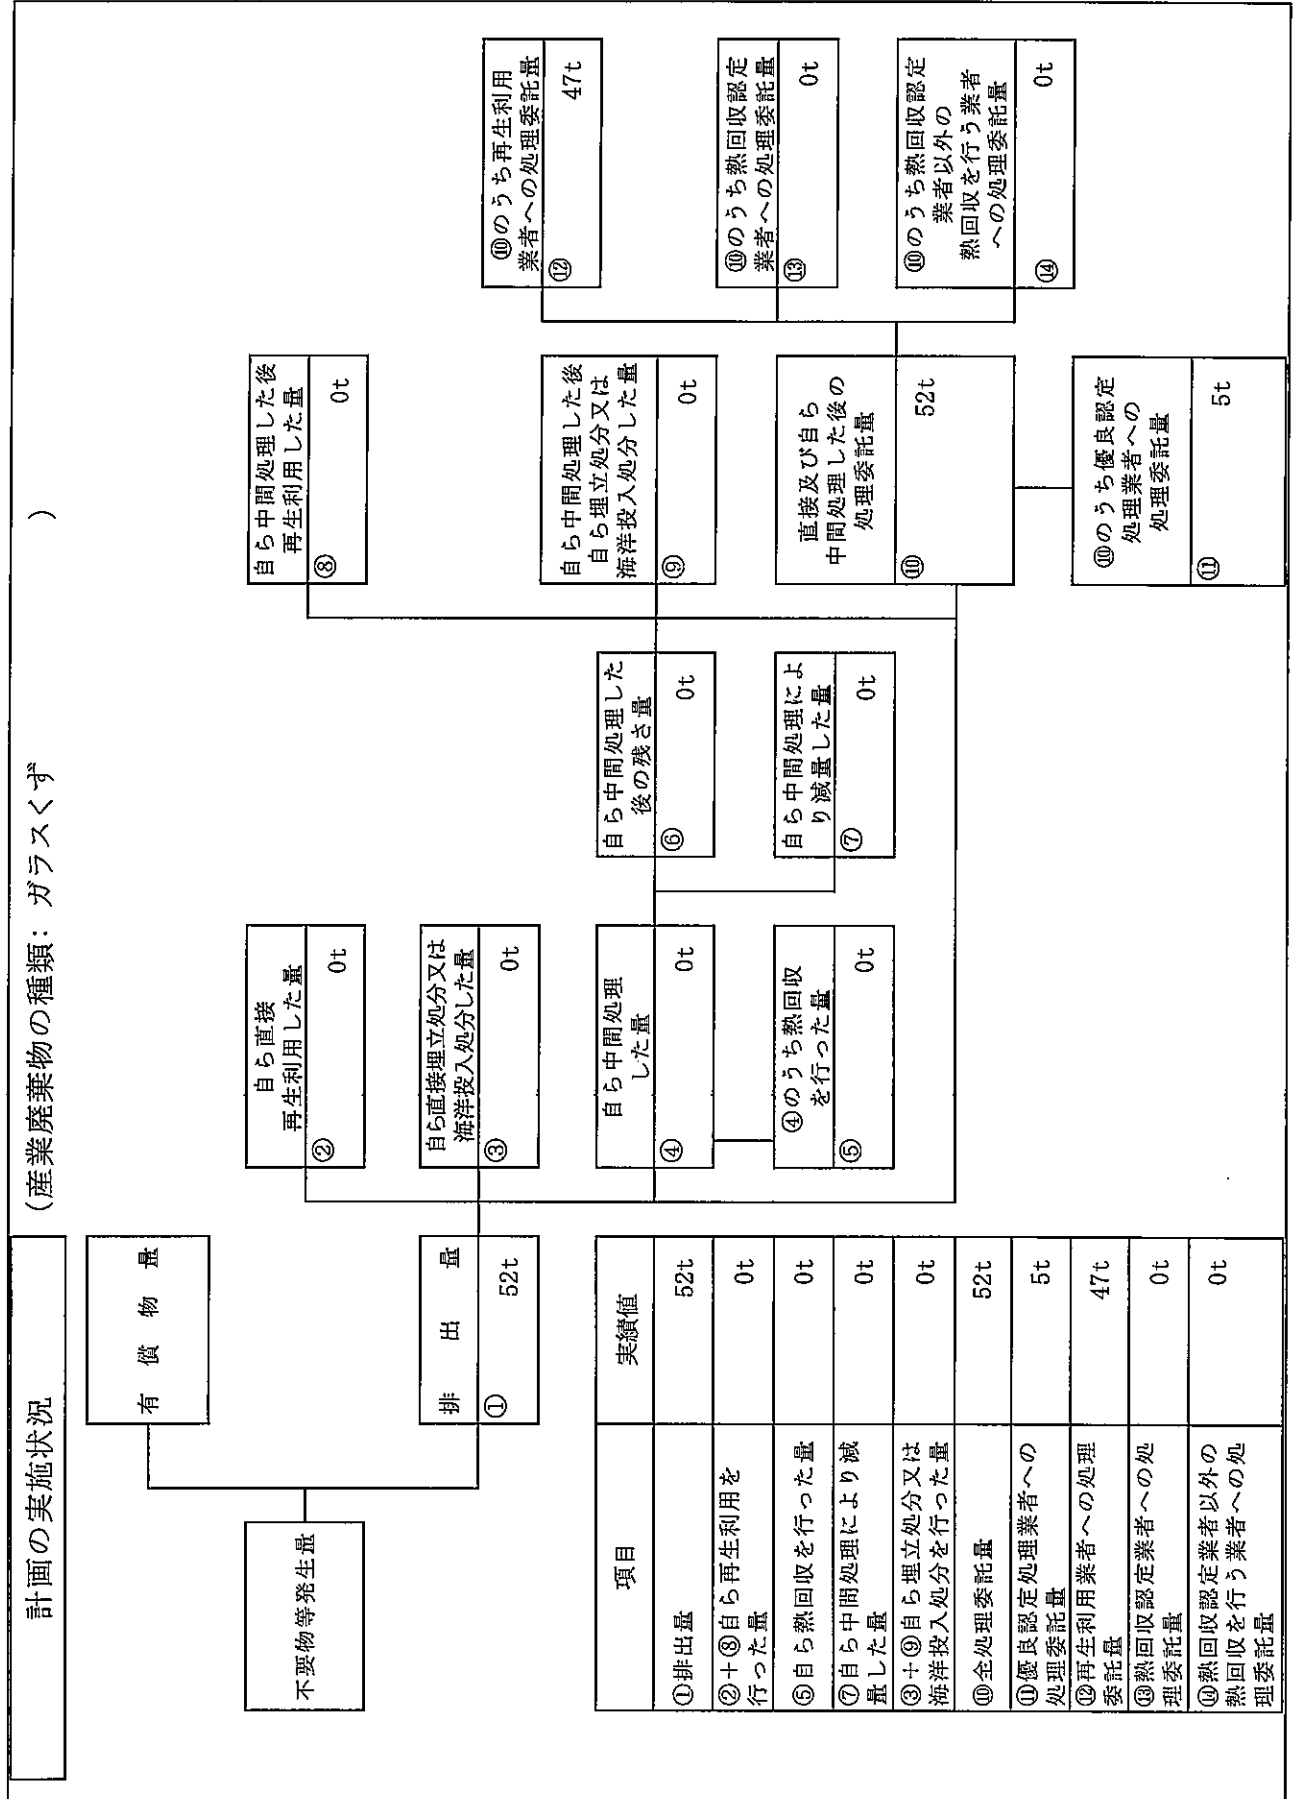 計画の実施状況
(産業廃棄物の種類: ガラスくず
)
不要物等発生量
有償物量
排出量
①
52t
自ら直接
再生利用した量
②
0t
自ら直接埋立処分又は
海洋投入処分した量
③
0t
自ら中間処理
した量
④
0t
④のうち熱回収
を行った量
⑤
0t
自ら中間処理した
後の残さ量
⑥
0t
自ら中間処理によ
り減量した量
⑦
0t
自ら中間処理した後
再生利用した量
⑧
0t
自ら中間処理した後
自ら埋立処分又は
海洋投入処分した量
⑨
0t
直接及び自ら
中間処理した後の
処理委託量
⑩
52t
⑩のうち優良認定
処理業者への
処理委託量
⑪
5t
⑩のうち再生利用
業者への処理委託量
⑫
47t
⑩のうち熱回収認定
業者への処理委託量
⑬
0t
⑩のうち熱回収認定
業者以外の
熱回収を行う業者
への処理委託量
⑭
0t
項目
実績値
①排出量
52t
②+⑧自ら再生利用を
行った量
0t
⑤自ら熱回収を行った量
0t
⑦自ら中間処理により減
量した量
0t
③+⑨自ら埋立処分又は
海洋投入処分を行った量
0t
⑩全処理委託量
52t
⑪優良認定処理業者への
処理委託量
5t
⑫再生利用業者への処理
委託量
47t
⑬熱回収認定業者への処
理委託量
0t
⑭熱回収認定業者以外の
熱回収を行う業者への処
理委託量
0t